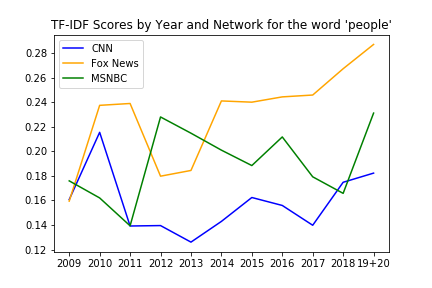 TF-IDF Scores by Year and Network for the word 'people'
CNN
Fox News
MSNBC
0.28
0.26
0.24
0.22
0.20
0.18
0.16
0.14
0.12
2009 2010 2011 2012 2013 2014 2015 2016 2017 2018 19+20